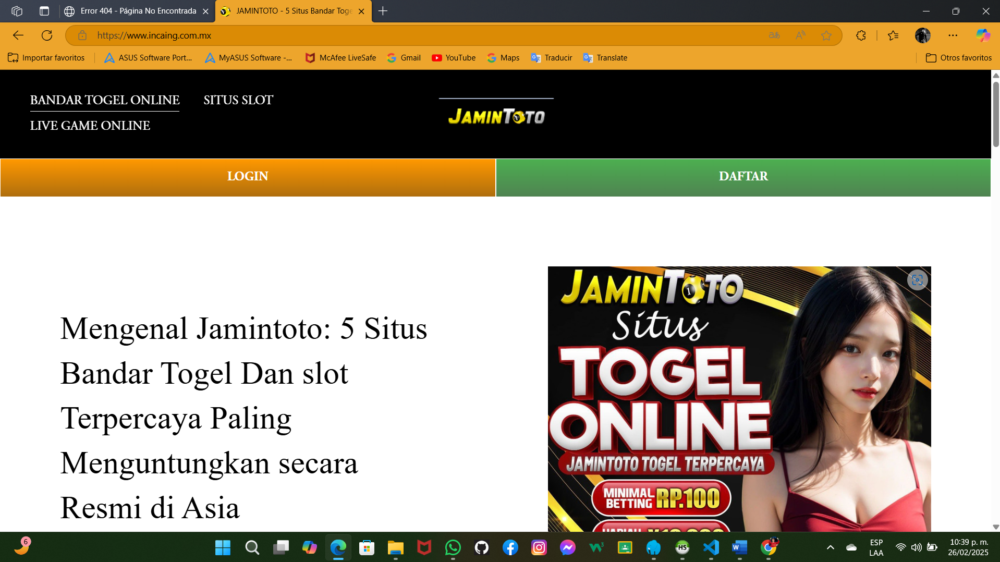 Error 404 - Página No Encontrada
JAMINTOTO - 5 Situs Bandar Toge
https://www.incaing.com.mx
Importar favoritos
ASUS Software Port...
MyASUS Software -...
McAfee LiveSafe
Gmail
YouTube
Maps
Traducir
Translate
Otros favoritos
BANDAR TOGEL ONLINE
SITUS SLOT
LIVE GAME ONLINE
JAMINTOTO
LOGIN
DAFTAR
Mengenal Jamintoto: 5 Situs
Bandar Togel Dan slot
Terpercaya Paling
Menguntungkan secara
Resmi di Asia
JAMINTOTO
Situs
TOGEL
ONLINE
JAMINTOTO TOGEL TERPERCAYA
MINIMAL
BETTING RP.100
6
ESP
LAA
10:39 p. m.
26/02/2025